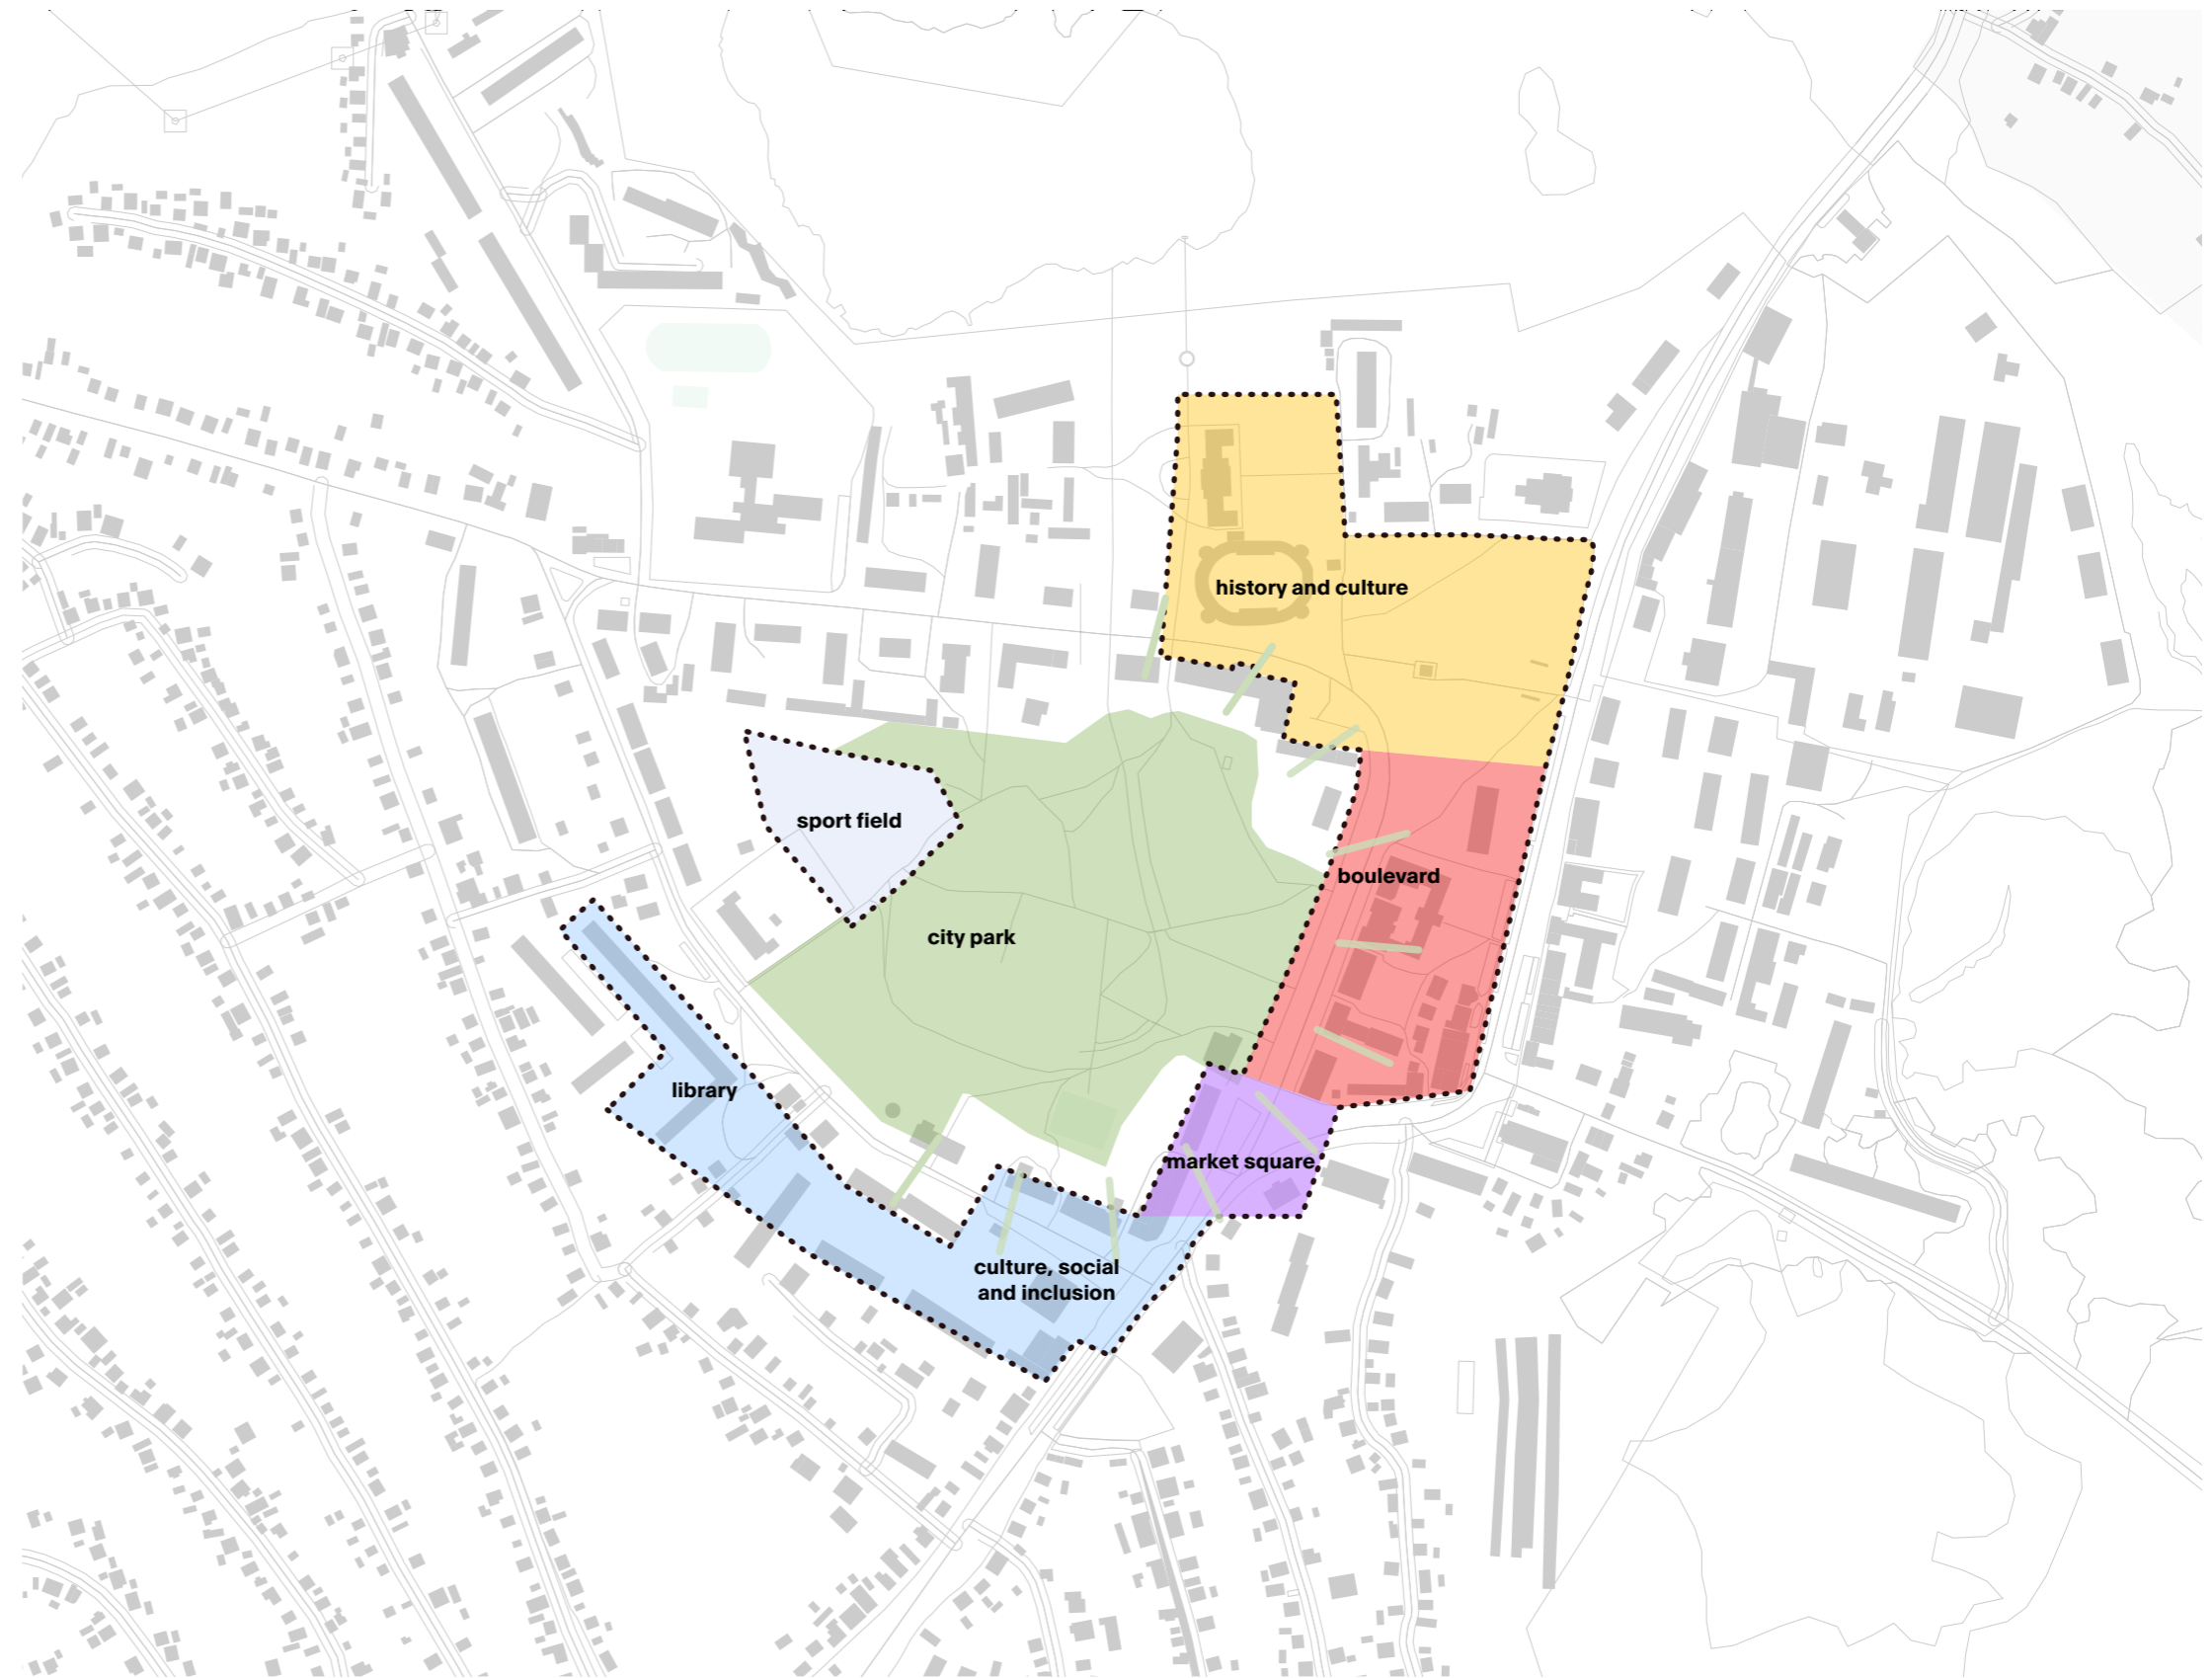 history and culture
sport field
boulevard
city park
library
market square
culture, social
and inclusion